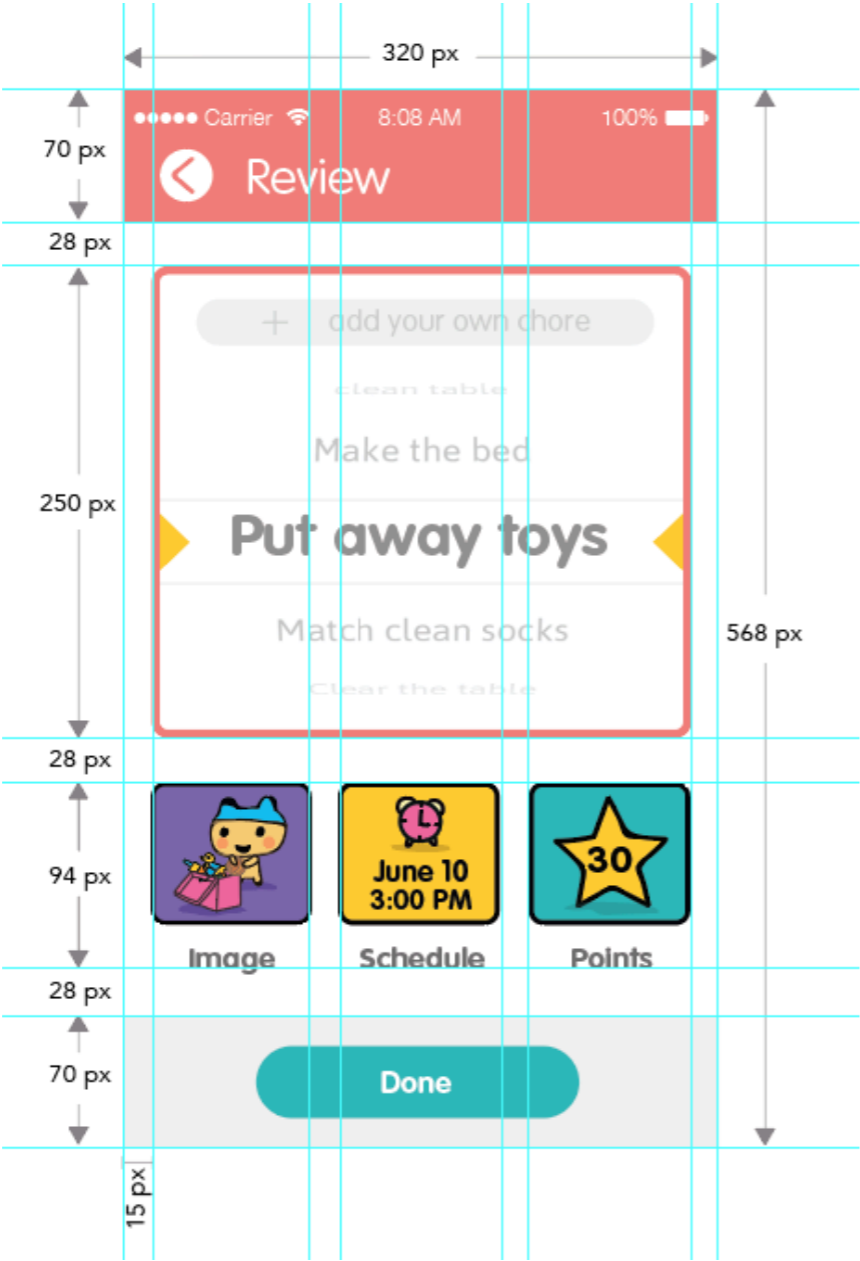 320 px
Carrier 8:08 AM 100%
70 px
Review
28 px
+ add your own chore
clean table
Make the bed
250 px
Put away toys
568 px
Match clean socks
Clear the table
28 px
94 px
June 10
3:00 PM
30
Image Schedule Points
28 px
70 px
Done
15 px